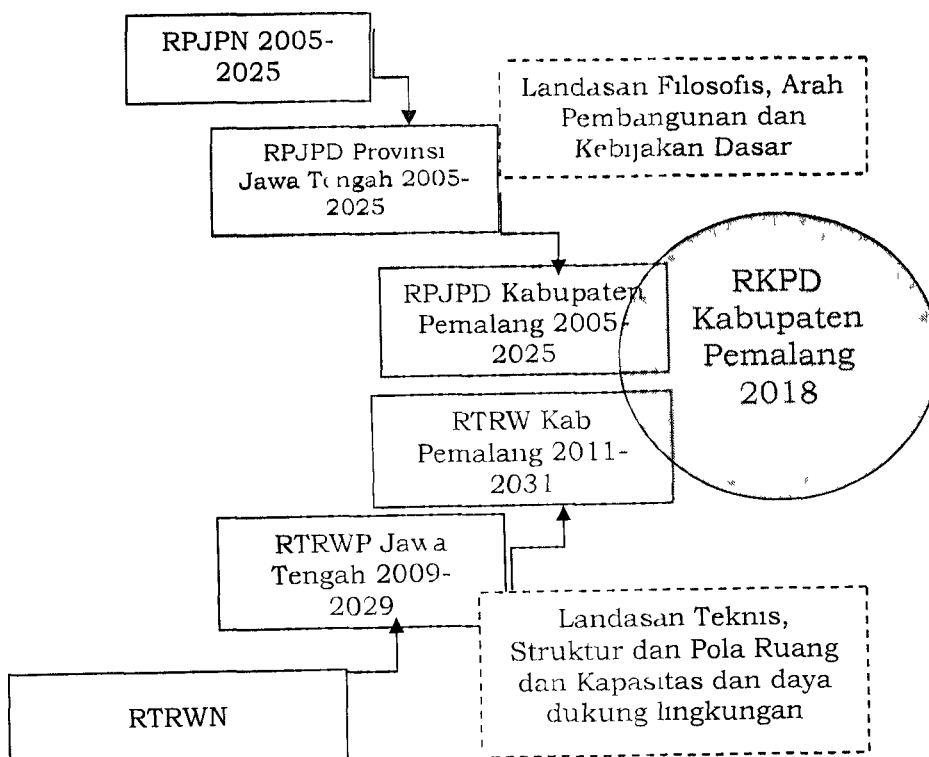 RPJPN 2005-
2025
Landasan Filosofis, Arah
Pembangunan dan
Kebijakan Dasar
RPJPD Provinsi
Jawa Tengah 2005-
2025
RPJPD Kabupaten
Pemalang 2005-
2025
RKPD
Kabupaten
Pemalang
2018
RTRW Kab
Pemalang 2011-
2031
RTRWP Jawa
Tengah 2009-
2029
Landasan Teknis,
Struktur dan Pola Ruang
dan Kapasitas dan daya
dukung lingkungan
RTRWN